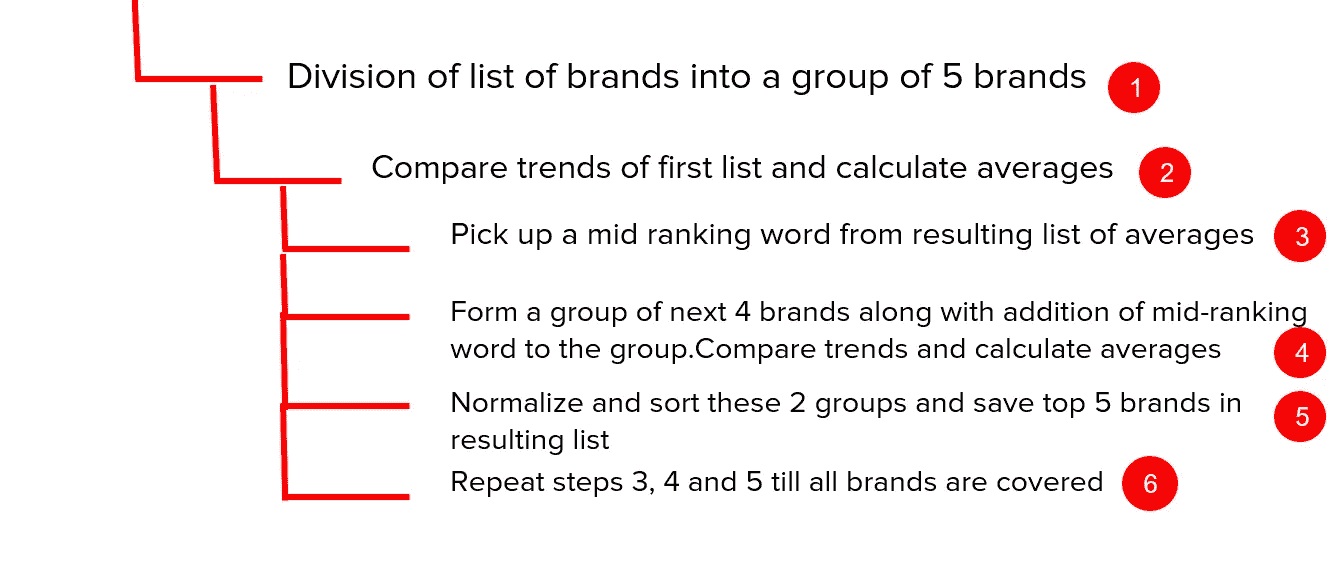 Division of list of brands into a group of 5 brands 1
Compare trends of first list and calculate averages 2
Pick up a mid ranking word from resulting list of averages 3
Form a group of next 4 brands along with addition of mid-ranking
word to the group.Compare trends and calculate averages 4
Normalize and sort these 2 groups and save top 5 brands in 5
resulting list
Repeat steps 3, 4 and 5 till all brands are covered 6